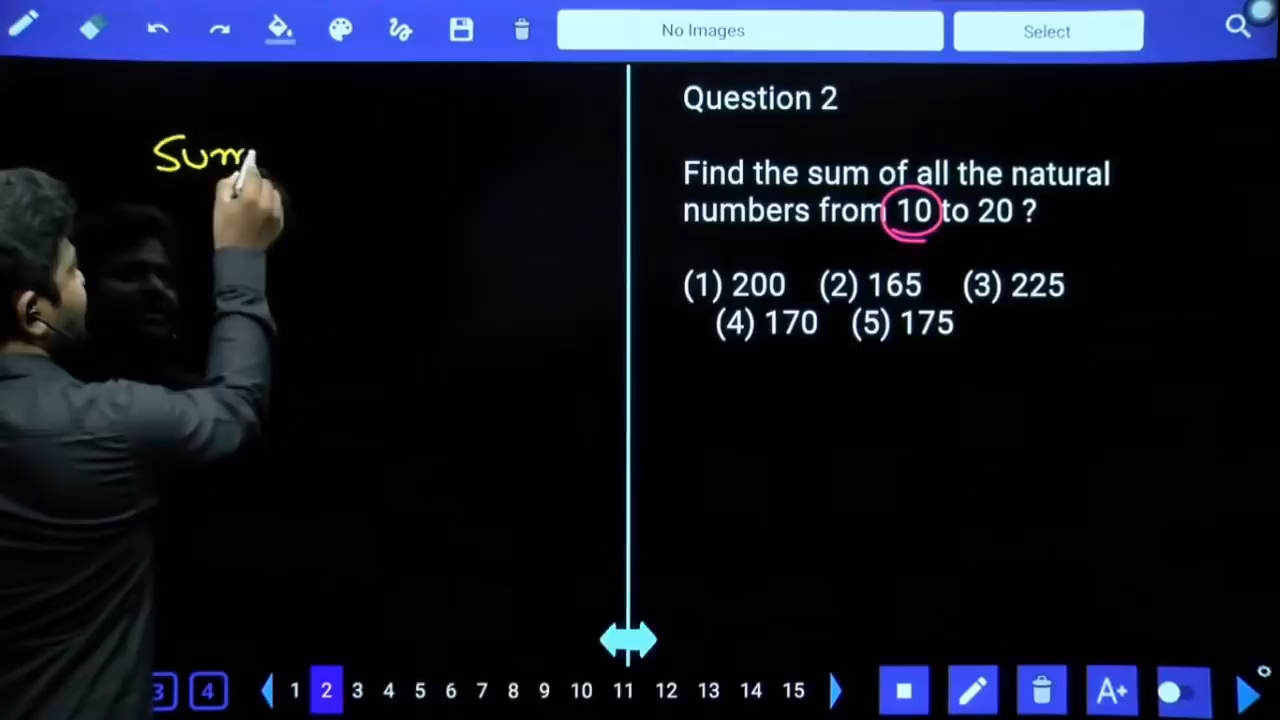 No Images
Select
Question 2
Sum
Find the sum of all the natural
numbers from 10 to 20 ?
(1) 200 (2) 165 (3) 225
(4) 170 (5) 175
3 4 1 2 3 4 5 6 7 8 9 10 11 12 13 14 15 A+